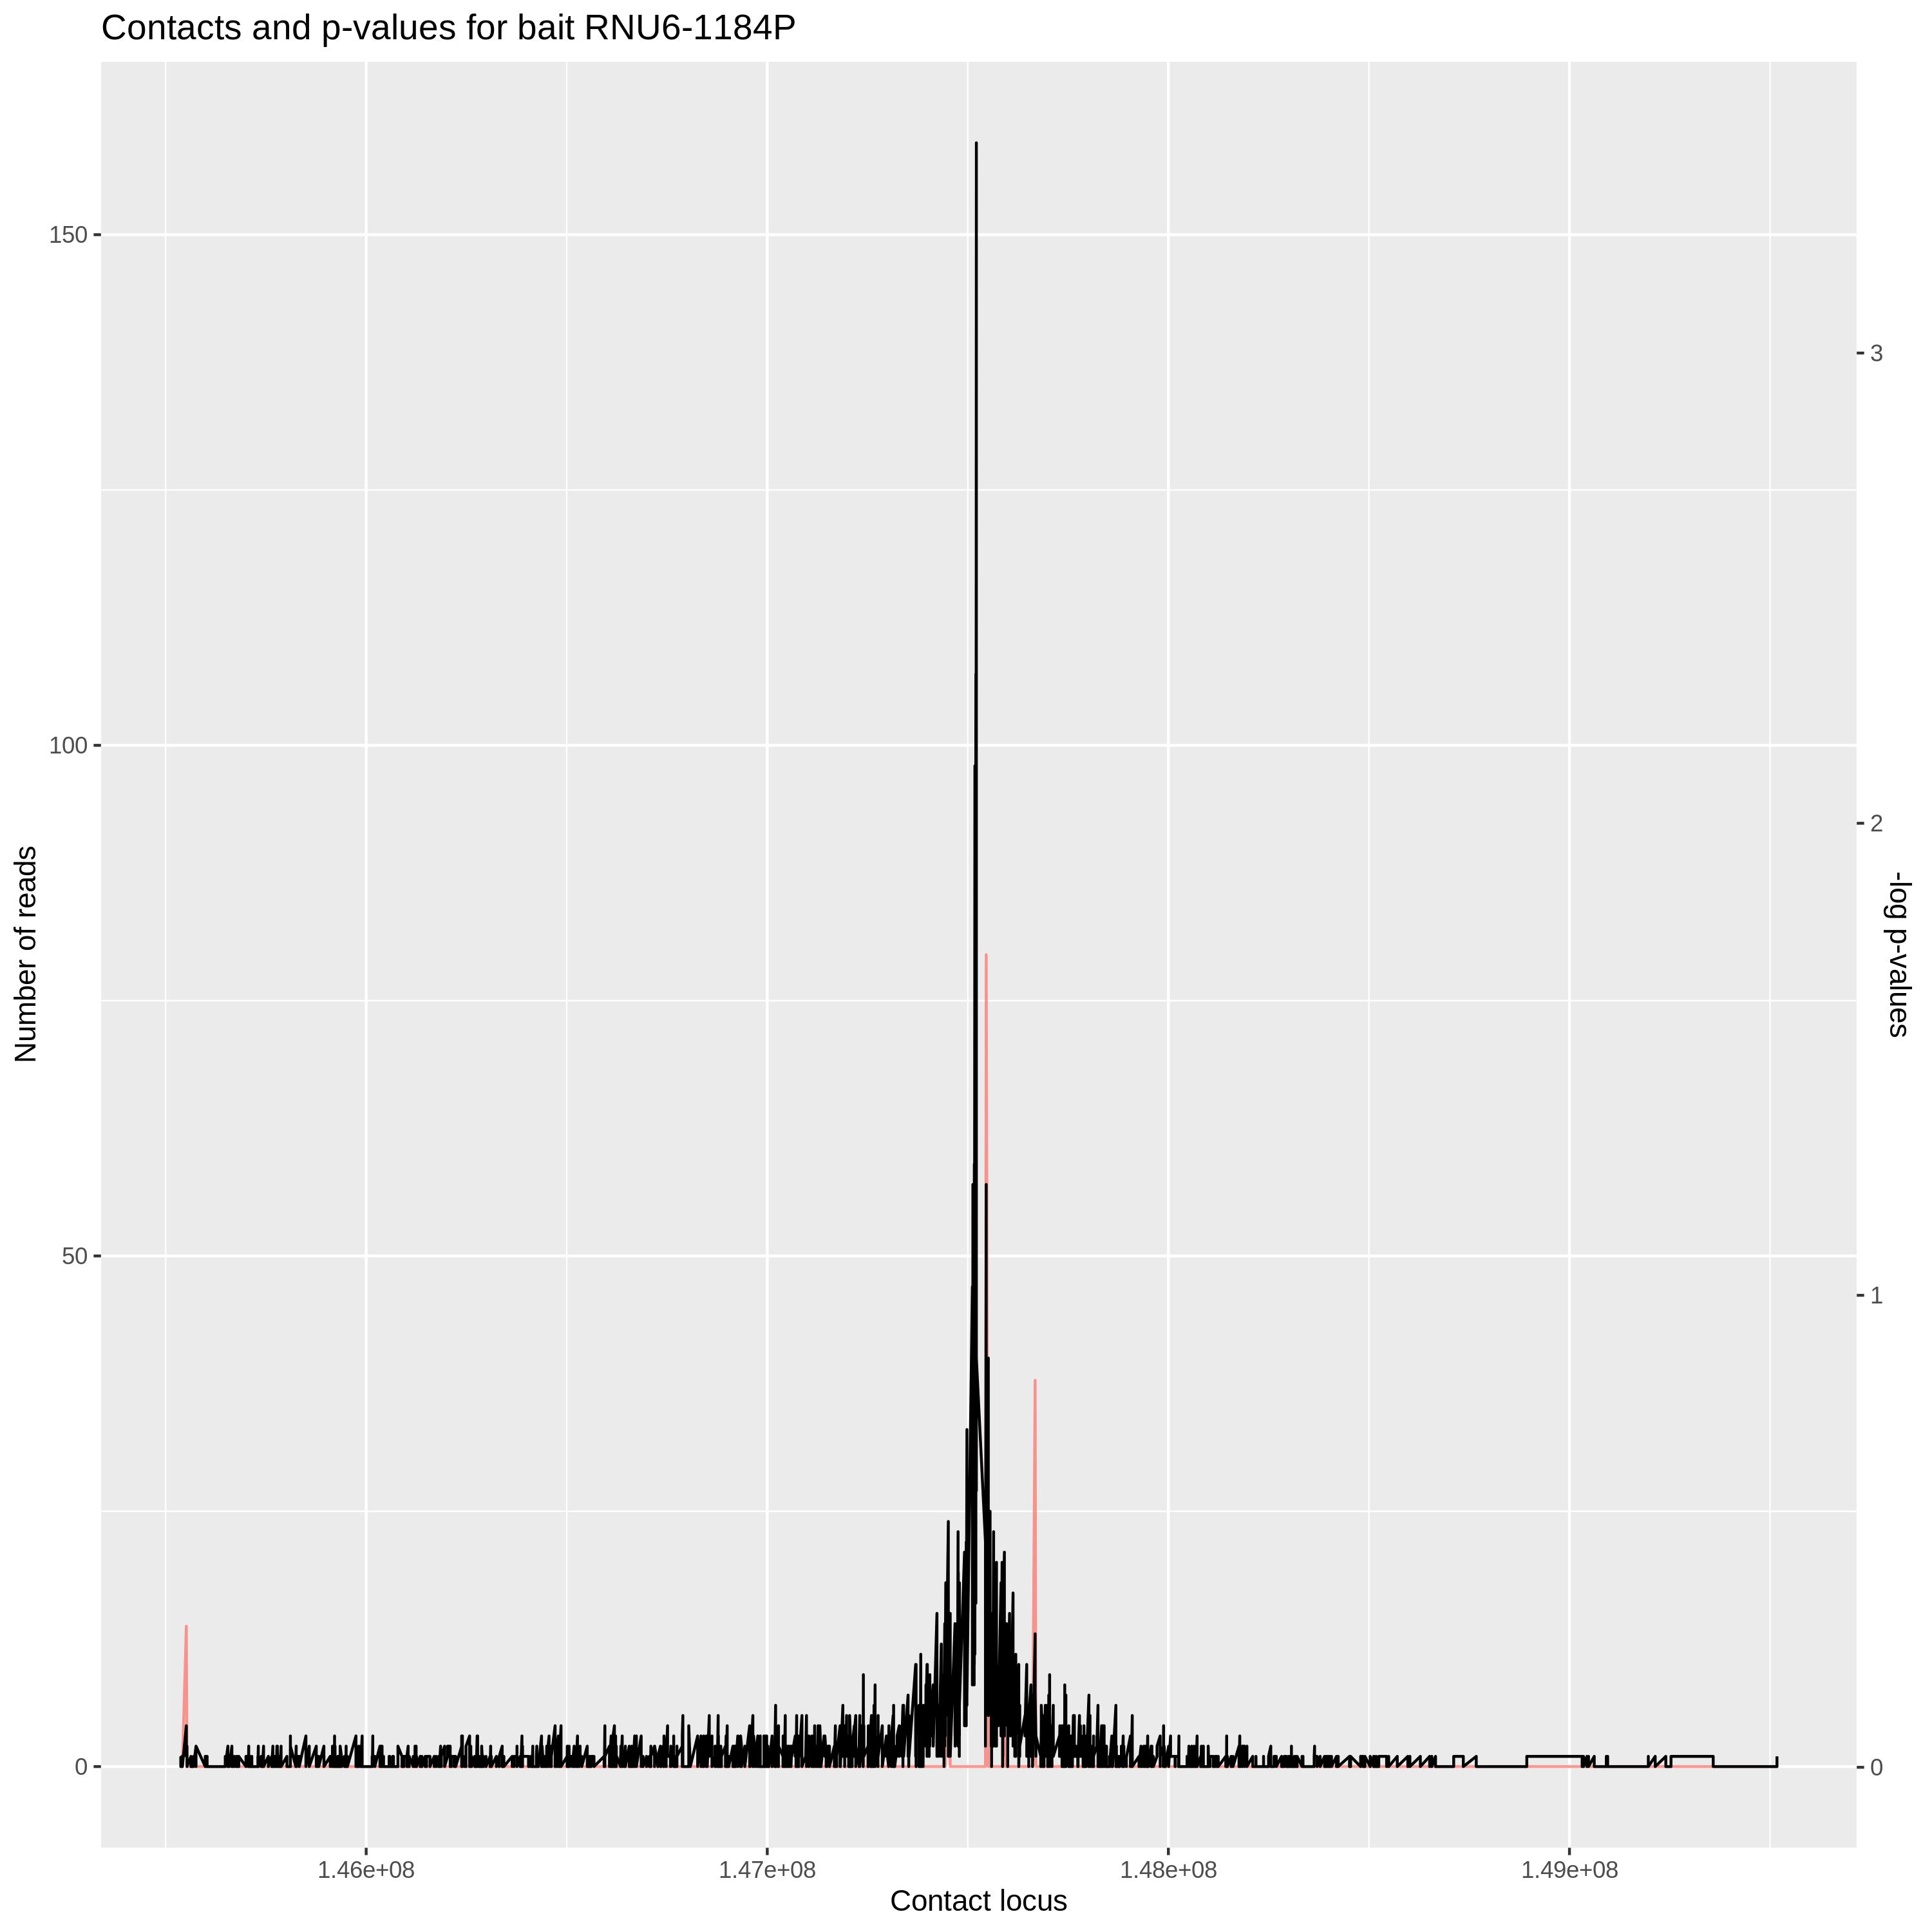 Contacts and p-values for bait RNU6-1184P
150
100
50
0
Number of reads
3
2
1
0
-log p-values
1.46e+08
1.47e+08
1.48e+08
1.49e+08
Contact locus